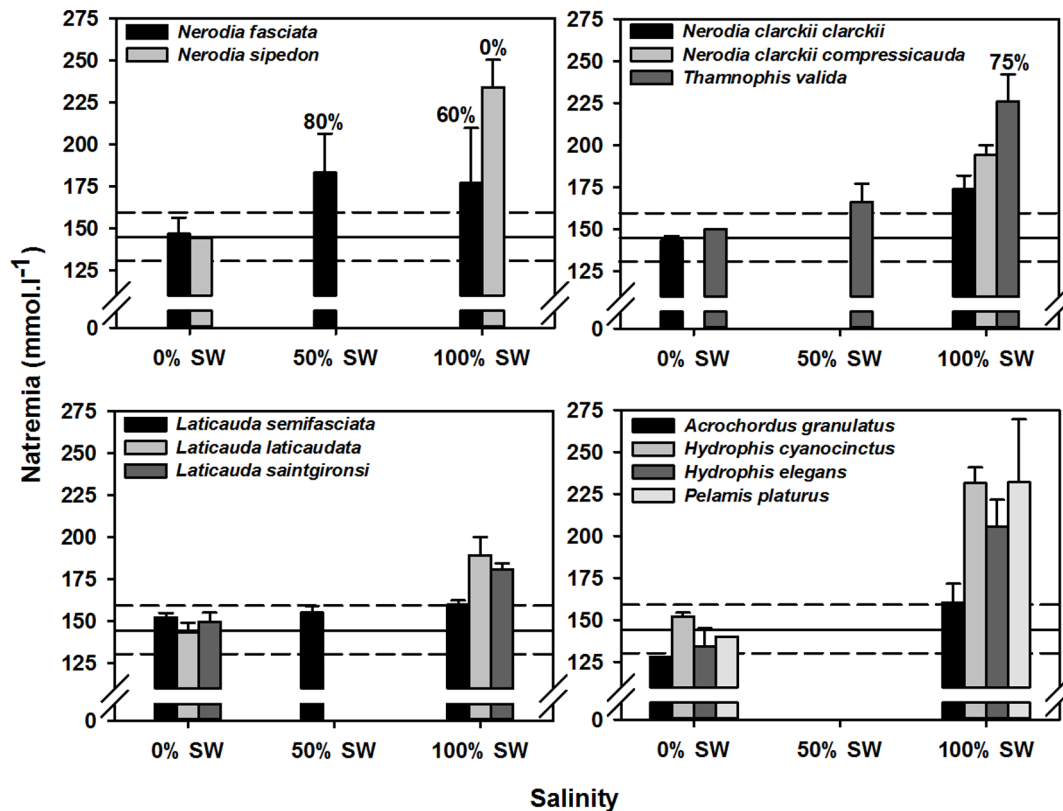 Natremia (mmol.l-1)
275
250
225
200
175
150
125
0
Nerodia fasciata
Nerodia sipedon
80%
60%
0%
0% SW
50% SW
100% SW
275
250
225
200
175
150
125
0
Nerodia clarckii clarckii
Nerodia clarckii compressicauda
Thamnophis valida
75%
0% SW
50% SW
100% SW
275
250
225
200
175
150
125
0
Laticauda semifasciata
Laticauda laticaudata
Laticauda saintgironsi
0% SW
50% SW
100% SW
275
250
225
200
175
150
125
0
Acrochordus granulatus
Hydrophis cyanocinctus
Hydrophis elegans
Pelamis platurus
0% SW
50% SW
100% SW
Salinity